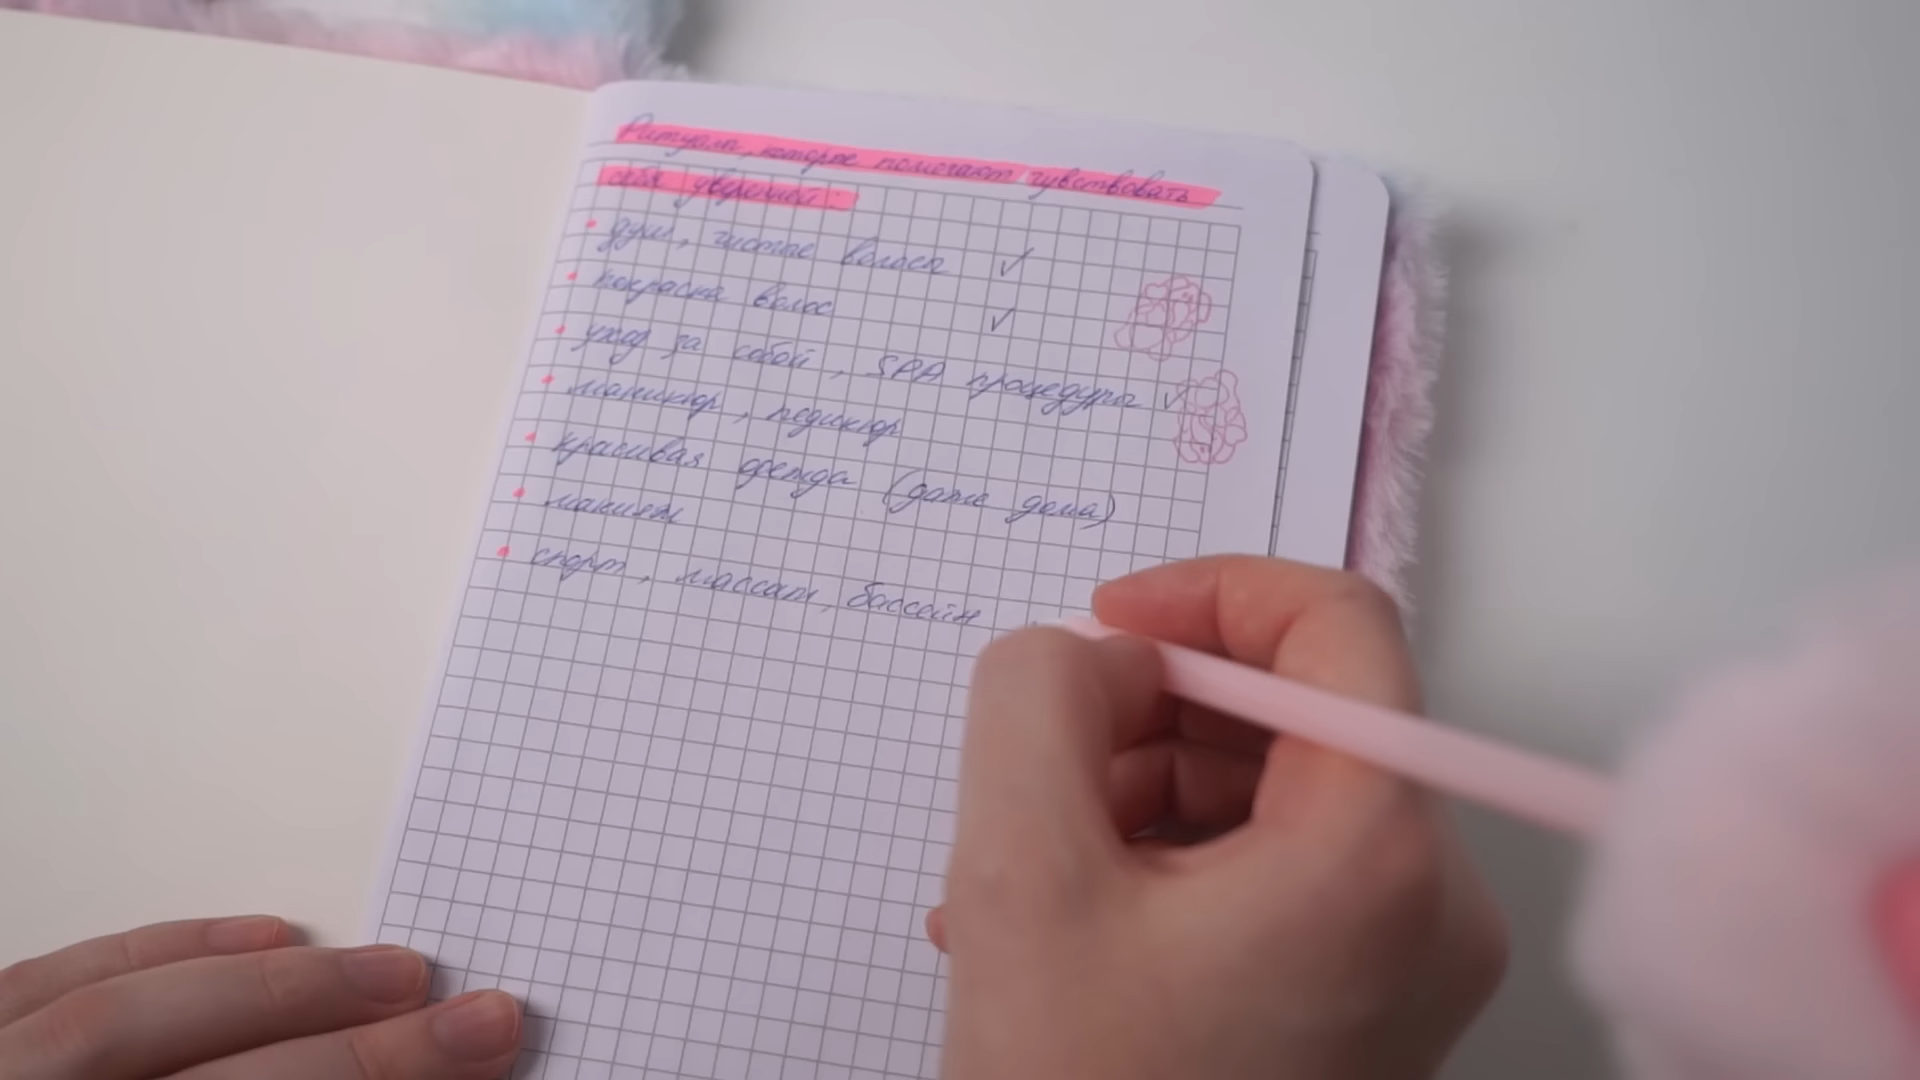 Ритуалы, которые помогают чувствовать
себя уверенной:
• душ, чистые волосы ✓
• покраска волос ✓
• уход за собой, SPA процедуры ✓
• маникюр, педикюр
• красивая одежда (даже дома)
• макияж
• спорт, массаж, бассейн